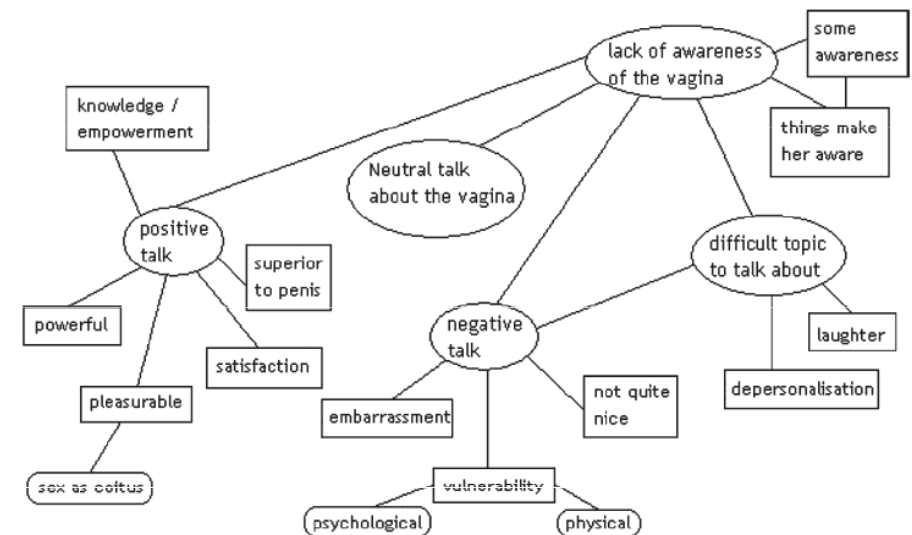 lack of awareness
of the vagina
some
awareness
things make
her aware
knowledge /
empowerment
Neutral talk
about the vagina
positive
talk
superior
to penis
difficult topic
to talk about
powerful
satisfaction
negative
talk
laughter
pleasurable
embarrassment
not quite
nice
depersonalisation
sex as coitus
vulnerability
psychological
physical